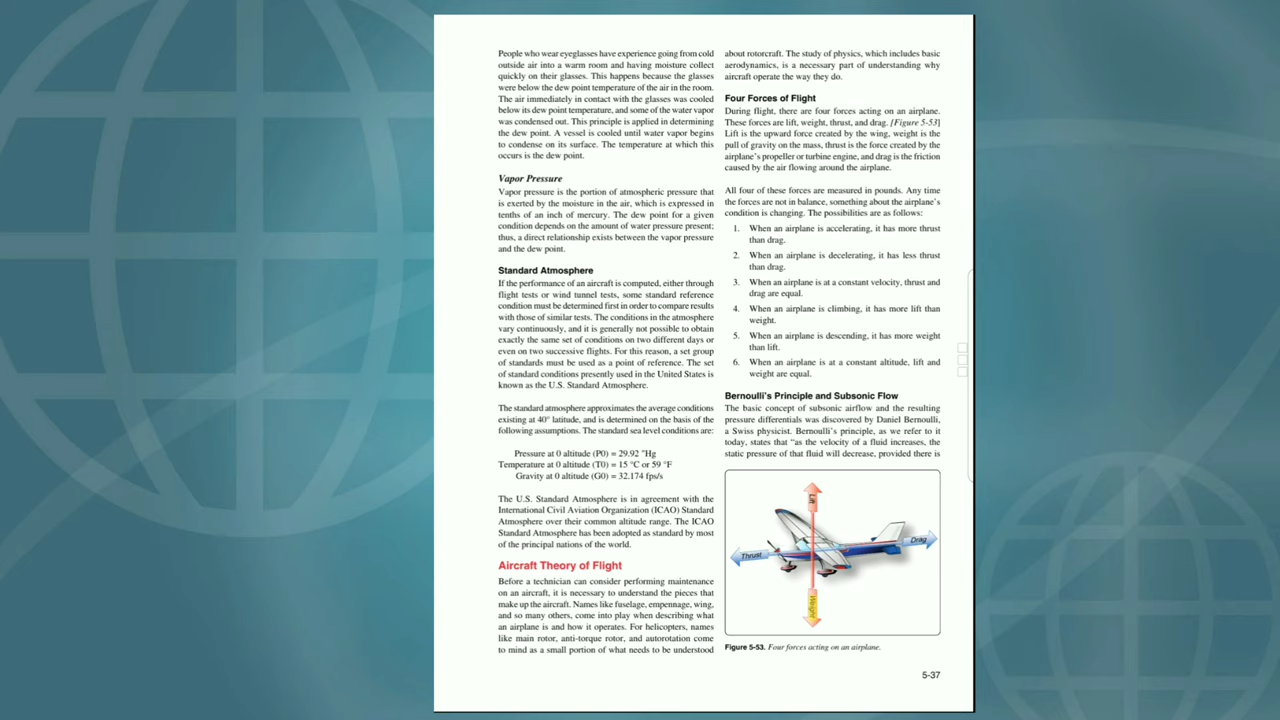 People who wear eyeglasses have experience going from cold
outside air into a warm room and having moisture collect
quickly on their glasses. This happens because the glasses
were below the dew point temperature of the air in the room.
The air immediately in contact with the glasses was cooled
below its dew point temperature, and some of the water vapor
was condensed out. This principle is applied in determining
the dew point. A vessel is cooled until water vapor begins
to condense on its surface. The temperature at which this
occurs is the dew point.
Vapor Pressure
Vapor pressure is the portion of atmospheric pressure that
is exerted by the moisture in the air, which is expressed in
tenths of an inch of mercury. The dew point for a given
condition depends on the amount of water pressure present;
thus, a direct relationship exists between the vapor pressure
and the dew point.
Standard Atmosphere
If the performance of an aircraft is computed, either through
flight tests or wind tunnel tests, some standard reference
condition must be determined first in order to compare results
with those of similar tests. The conditions in the atmosphere
vary continuously, and it is generally not possible to obtain
exactly the same set of conditions on two different days or
even on two successive flights. For this reason, a set group
of standards must be used as a point of reference. The set
of standard conditions presently used in the United States is
known as the U.S. Standard Atmosphere.
The standard atmosphere approximates the average conditions
existing at 40° latitude, and is determined on the basis of the
following assumptions. The standard sea level conditions are:
Pressure at 0 altitude (P0) = 29.92 "Hg
Temperature at 0 altitude (T0) = 15 °C or 59 °F
Gravity at 0 altitude (G0) = 32.174 fps/s
The U.S. Standard Atmosphere is in agreement with the
International Civil Aviation Organization (ICAO) Standard
Atmosphere over their common altitude range. The ICAO
Standard Atmosphere has been adopted as standard by most
of the principal nations of the world.
Aircraft Theory of Flight
Before a technician can consider performing maintenance
on an aircraft, it is necessary to understand the pieces that
make up the aircraft. Names like fuselage, empennage, wing,
and so many others, come into play when describing what
an airplane is and how it operates. For helicopters, names
like main rotor, anti-torque rotor, and autorotation come
to mind as a small portion of what needs to be understood
about rotorcraft. The study of physics, which includes basic
aerodynamics, is a necessary part of understanding why
aircraft operate the way they do.
Four Forces of Flight
During flight, there are four forces acting on an airplane.
These forces are lift, weight, thrust, and drag. [Figure 5-53]
Lift is the upward force created by the wing, weight is the
pull of gravity on the mass, thrust is the force created by the
airplane's propeller or turbine engine, and drag is the friction
caused by the air flowing around the airplane.
All four of these forces are measured in pounds. Any time
the forces are not in balance, something about the airplane's
condition is changing. The possibilities are as follows:
1. When an airplane is accelerating, it has more thrust
than drag.
2. When an airplane is decelerating, it has less thrust
than drag.
3. When an airplane is at a constant velocity, thrust and
drag are equal.
4. When an airplane is climbing, it has more lift than
weight.
5. When an airplane is descending, it has more weight
than lift.
6. When an airplane is at a constant altitude, lift and
weight are equal.
Bernoulli's Principle and Subsonic Flow
The basic concept of subsonic airflow and the resulting
pressure differentials was discovered by Daniel Bernoulli,
a Swiss physicist. Bernoulli's principle, as we refer to it
today, states that "as the velocity of a fluid increases, the
static pressure of that fluid will decrease, provided there is
Lift
Drag
Thrust
Weight
Figure 5-53. Four forces acting on an airplane.
5-37